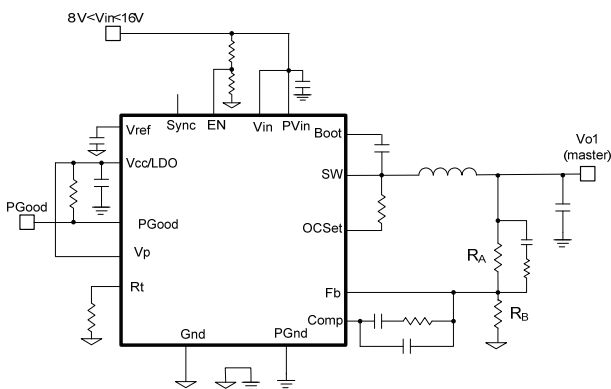 8V<Vin<16V
Sync
EN
Vin
PVin
Vref
Boot
Vo1
(master)
Vcc/LDO
SW
PGood
PGood
OCSet
Vp
RA
Rt
Fb
RB
Comp
Gnd
PGnd